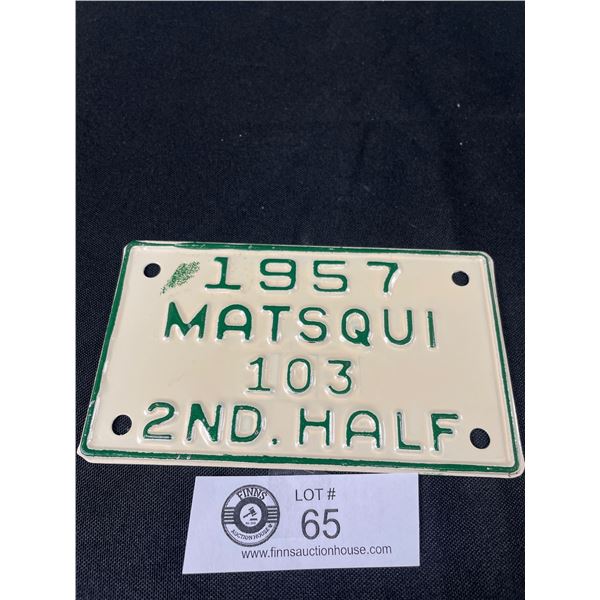 1957
MATSQUI
103
2ND. HALF
FINNS
AUCTION HOUSE
LOT #
65
www.finnsauctionhouse.com